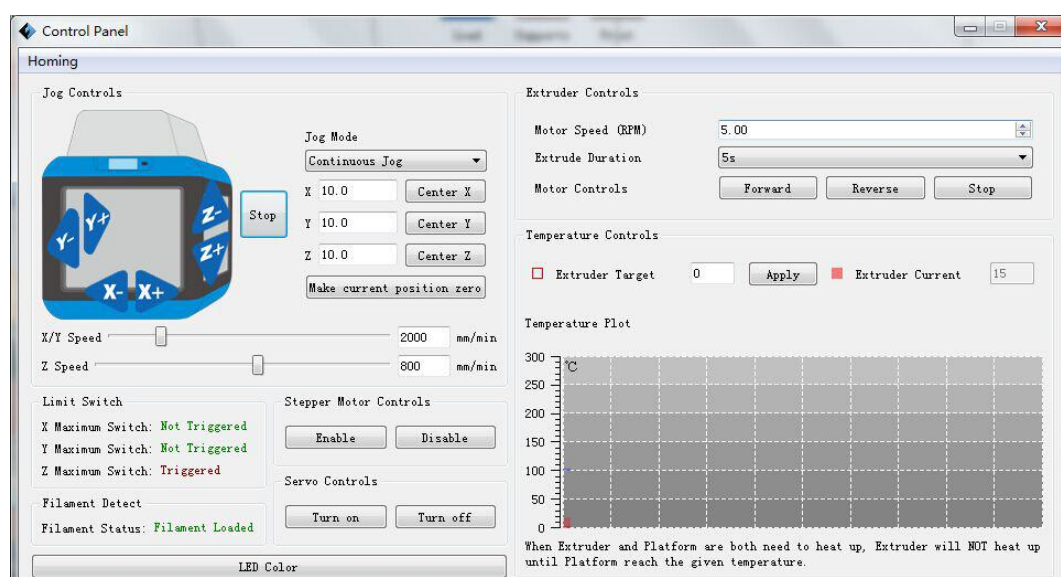 Control Panel
Homing
Jog Controls
Y- Y+
Z-
Z+
X- X+
Stop
Jog Mode
Continuous Jog
X 10.0 Center X
Y 10.0 Center Y
Z 10.0 Center Z
Make current position zero
X/Y Speed 2000 mm/min
Z Speed 800 mm/min
Limit Switch
X Maximum Switch: Not Triggered
Y Maximum Switch: Not Triggered
Z Maximum Switch: Triggered
Filament Detect
Filament Status: Filament Loaded
Stepper Motor Controls
Enable Disable
Servo Controls
Turn on Turn off
LED Color
Extruder Controls
Motor Speed (RPM) 5.00
Extrude Duration 5s
Motor Controls Forward Reverse Stop
Temperature Controls
Extruder Target 0 Apply Extruder Current 15
Temperature Plot
°C
300
250
200
150
100
50
0
When Extruder and Platform are both need to heat up, Extruder will NOT heat up
until Platform reach the given temperature.